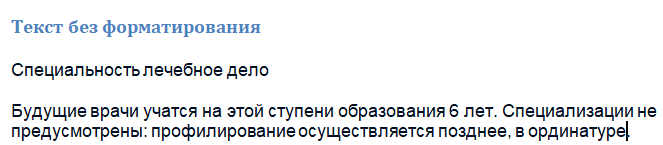 Текст без форматирования
Специальность лечебное дело
Будущие врачи учатся на этой ступени образования 6 лет. Специализации не
предусмотрены: профилирование осуществляется позднее, в ординатуре.